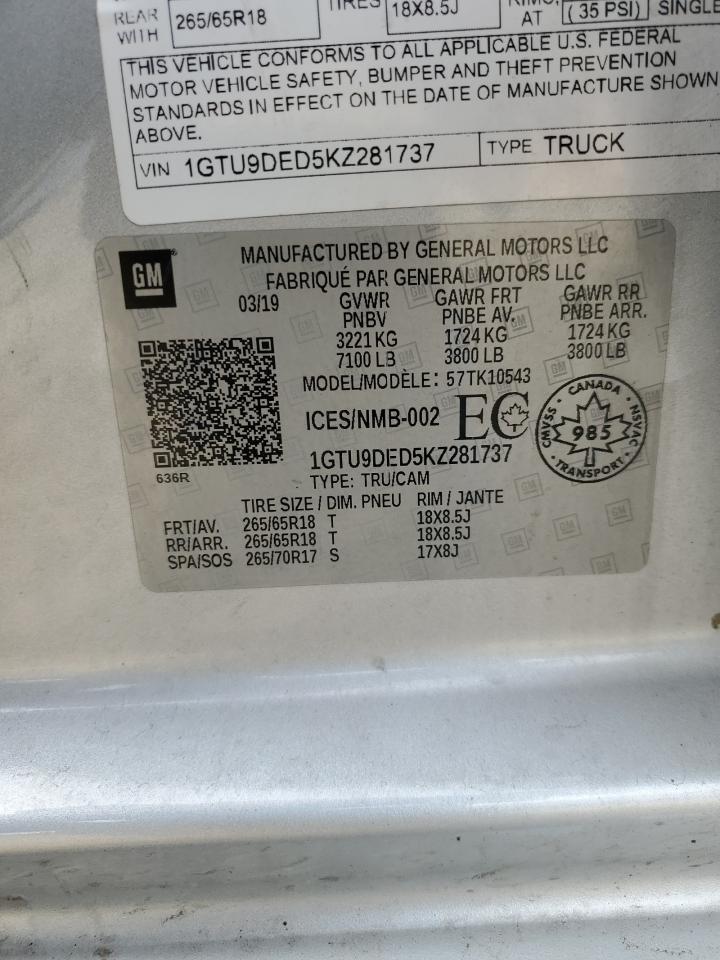 REAR 265/65R18 TIRES 18X8.5J RIMS, (35 PSI) SINGLE
WITH AT
THIS VEHICLE CONFORMS TO ALL APPLICABLE U.S. FEDERAL
MOTOR VEHICLE SAFETY, BUMPER AND THEFT PREVENTION
STANDARDS IN EFFECT ON THE DATE OF MANUFACTURE SHOWN
ABOVE.
VIN 1GTU9DED5KZ281737 TYPE TRUCK
GM
MANUFACTURED BY GENERAL MOTORS LLC
FABRIQUÉ PAR GENERAL MOTORS LLC
03/19 GVWR GAWR FRT GAWR RR
PNBV PNBE AV. PNBE ARR.
3221 KG 1724 KG 1724 KG
7100 LB 3800 LB 3800 LB
MODEL/MODÈLE: 57TK10543
ICES/NMB-002 EC
CANADA
CMVSS 985 NSVAC
TRANSPORT
1GTU9DED5KZ281737
636R
TYPE: TRU/CAM
TIRE SIZE / DIM. PNEU RIM / JANTE
FRT/AV. 265/65R18 T 18X8.5J
RR/ARR. 265/65R18 T 18X8.5J
SPA/SOS 265/70R17 S 17X8J